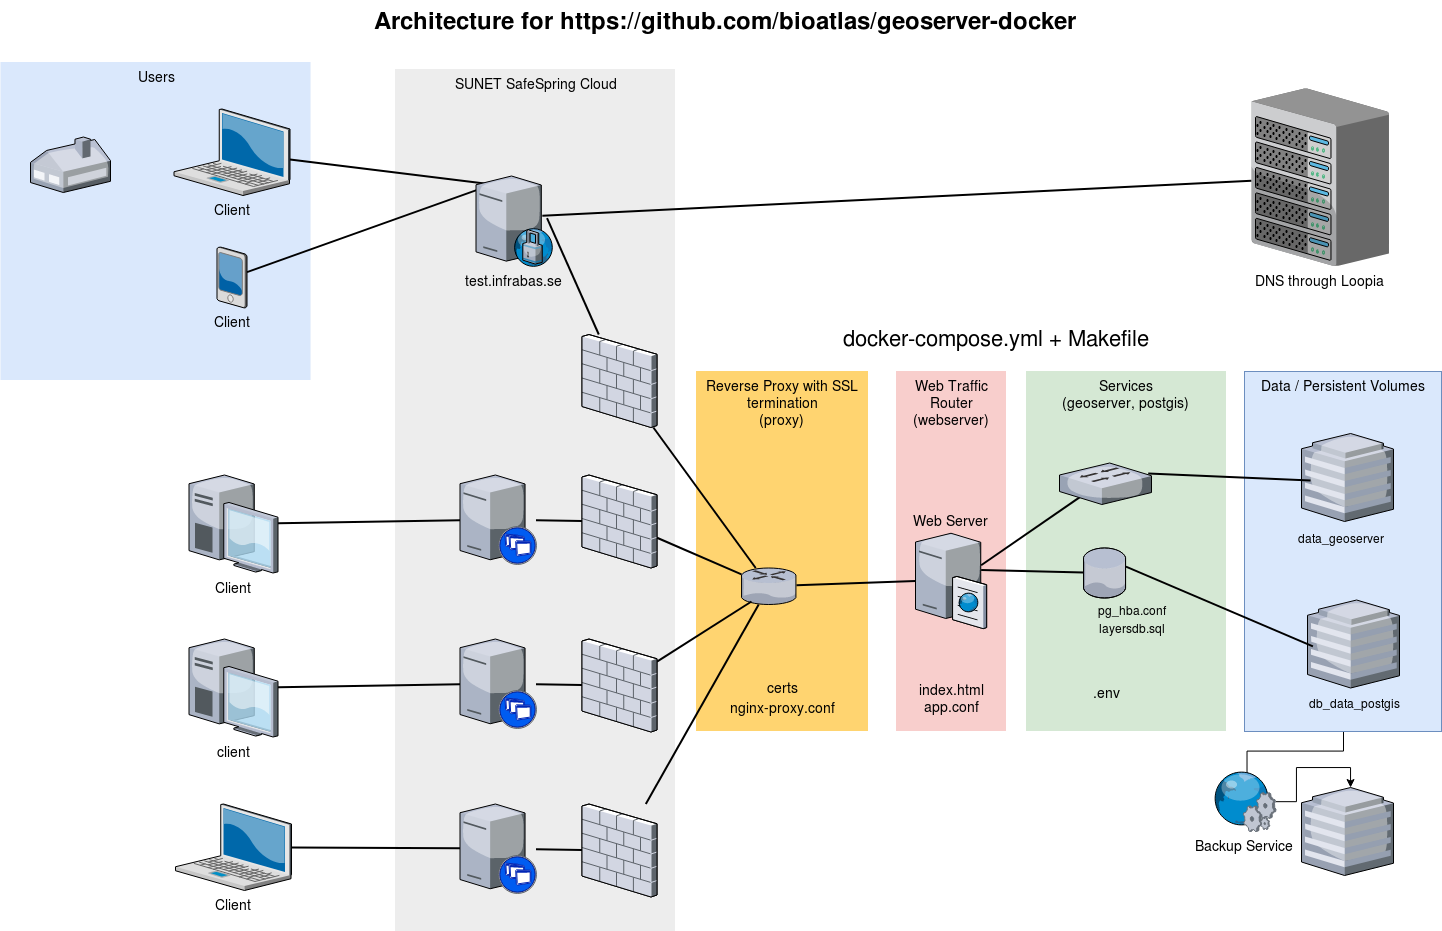 Architecture for https://github.com/bioatlas/geoserver-docker
Users
Client
Client
SUNET SafeSpring Cloud
test.infrabas.se
DNS through Loopia
docker-compose.yml + Makefile
Reverse Proxy with SSL
termination
(proxy)
certs
nginx-proxy.conf
Web Traffic
Router
(webserver)
Web Server
index.html
app.conf
Services
(geoserver, postgis)
pg_hba.conf
layersdb.sql
.env
Data / Persistent Volumes
data_geoserver
db_data_postgis
Backup Service
Client
client
Client